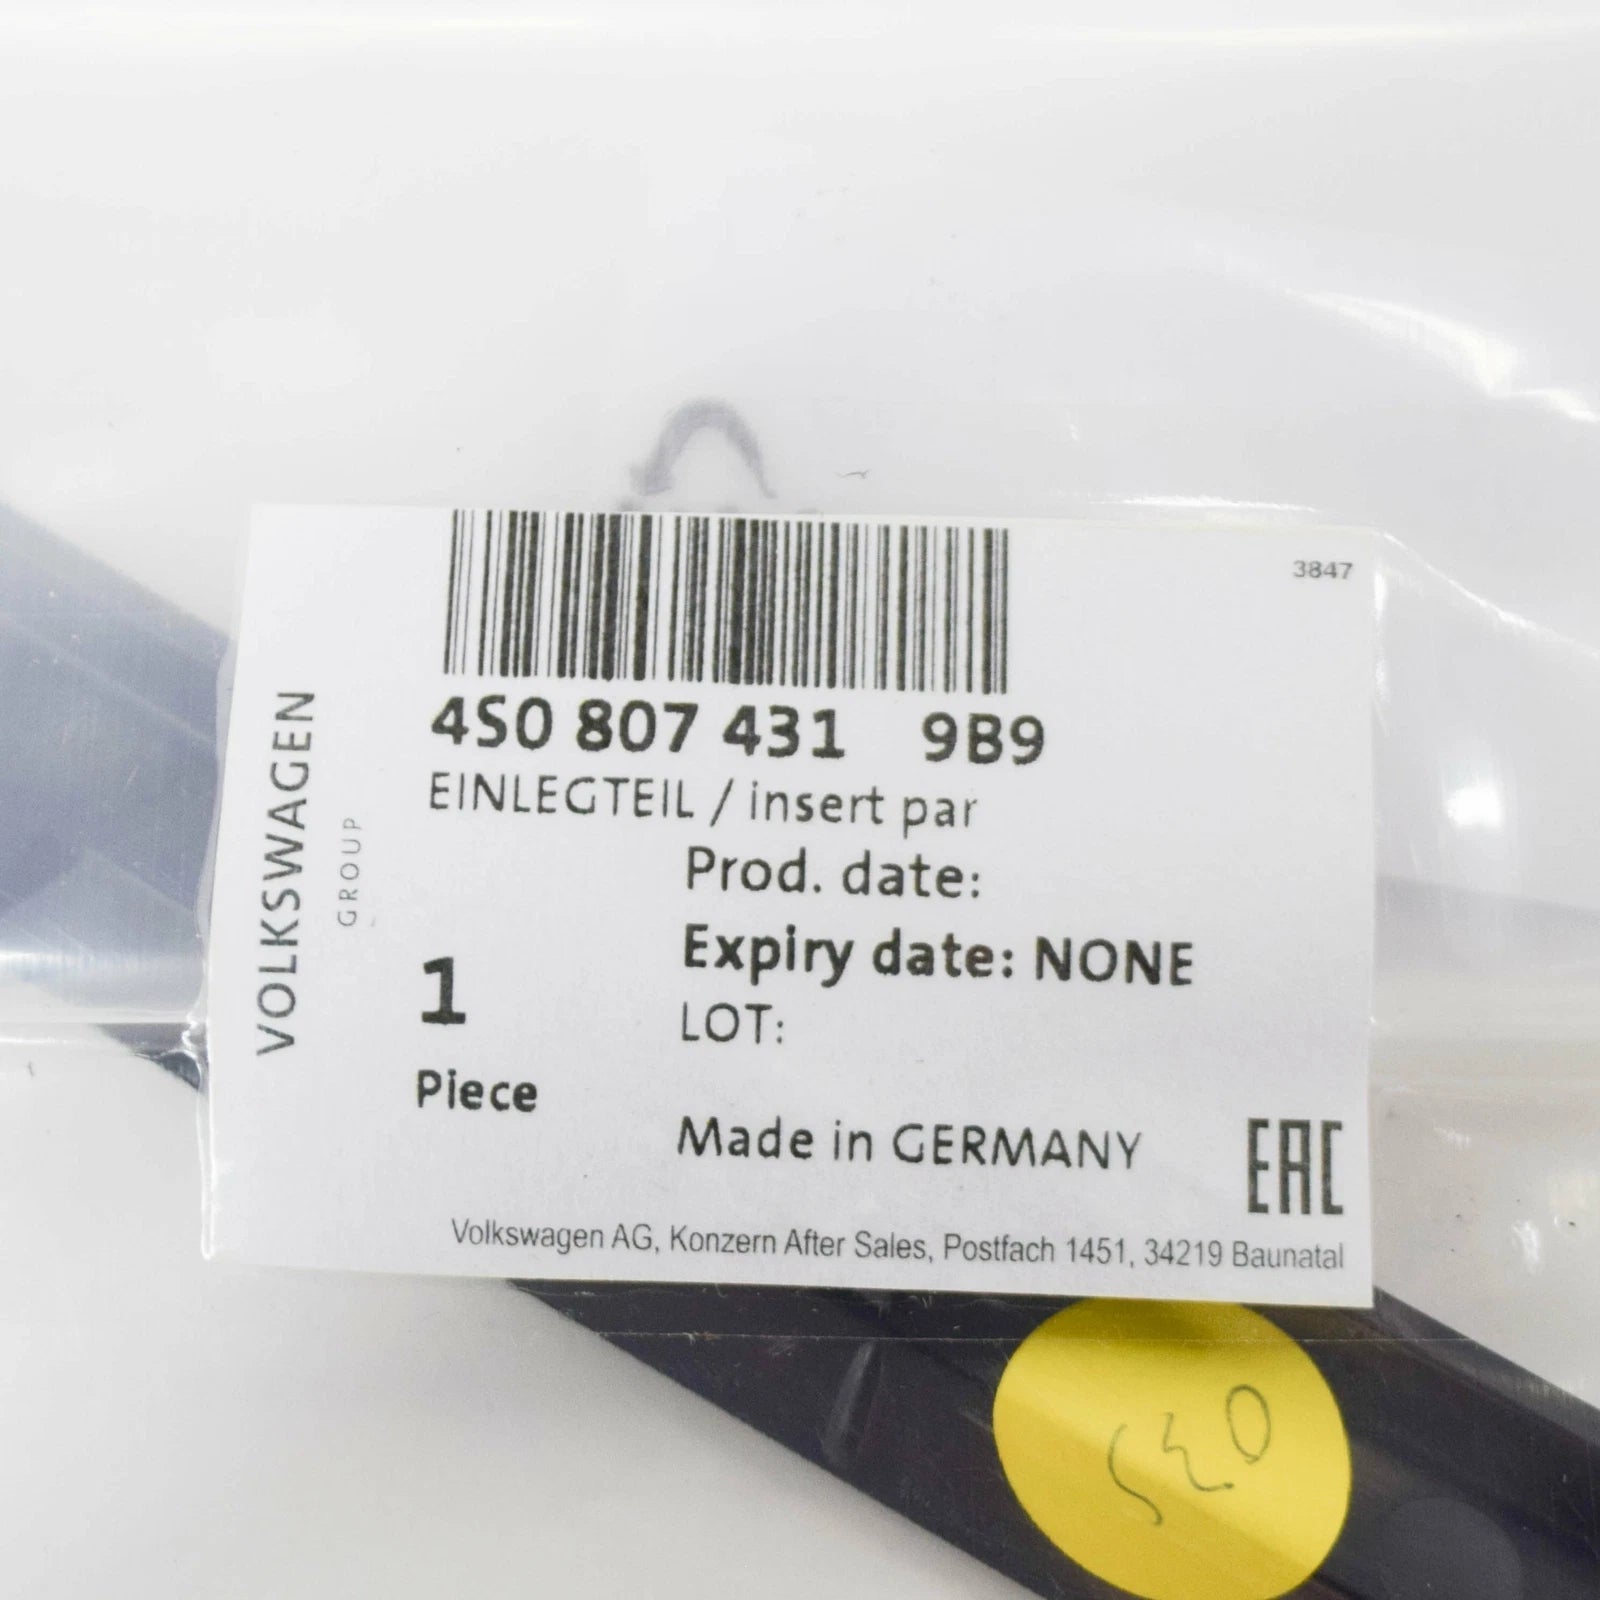 3847
4S0 807 431 9B9
EINLEGTEIL / insert par
Prod. date:
Expiry date: NONE
LOT:
1
Piece
Made in GERMANY
EAC
Volkswagen AG, Konzern After Sales, Postfach 1451, 34219 Baunatal
VOLKSWAGEN
GROUP